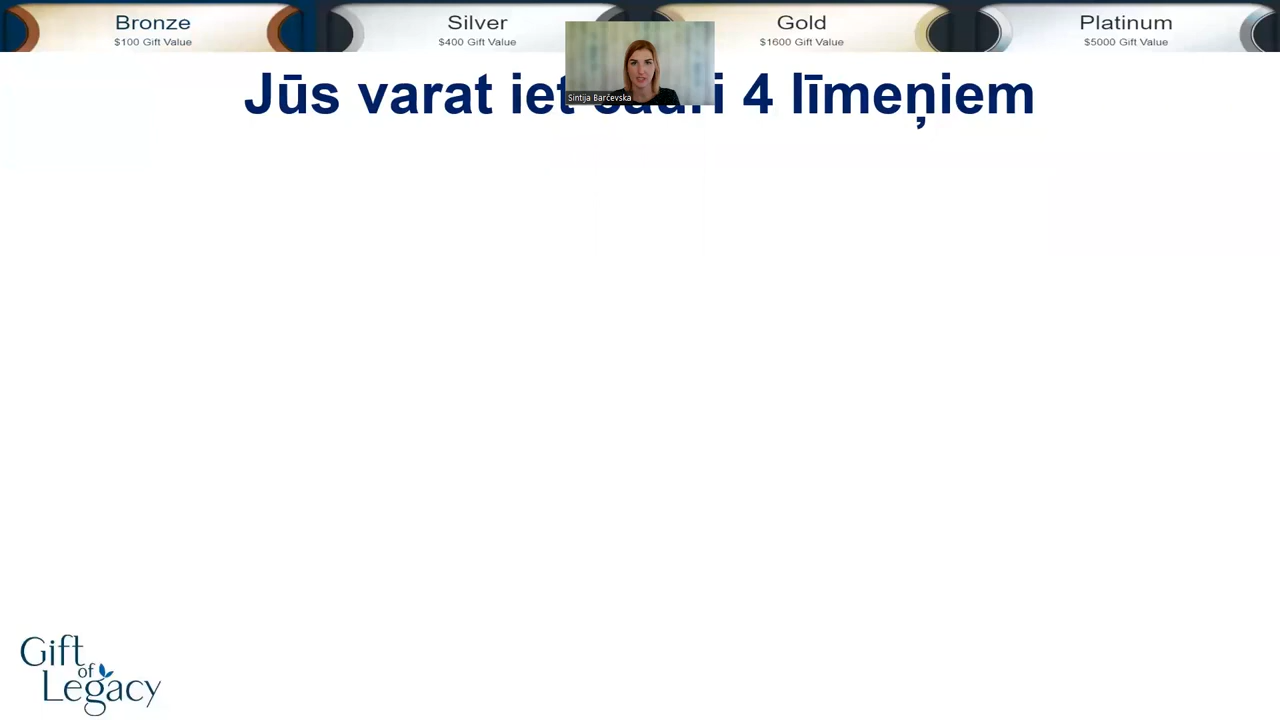 Bronze
$100 Gift Value
Silver
$400 Gift Value
Gold
$1600 Gift Value
Platinum
$5000 Gift Value
Sintija Barčevska
Jūs varat iet 4 līmeņiem
Gift
of
Legacy